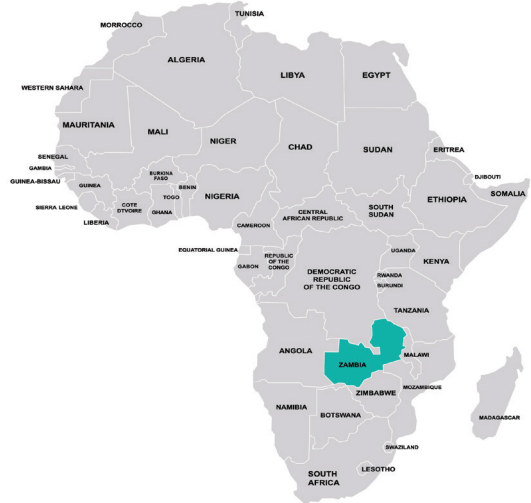 TUNISIA
MORROCCO
ALGERIA
LIBYA
EGYPT
WESTERN SAHARA
MAURITANIA
MALI
NIGER
CHAD
SUDAN
ERITREA
SENEGAL
GAMBIA
GUINEA-BISSAU
GUINEA
BURKINA
FASO
BENIN
TOGO
NIGERIA
DJIBOUTI
SOMALIA
ETHIOPIA
SIERRA LEONE
COTE
D'TVOIRE
GHANA
LIBERIA
CENTRAL
AFRICAN REPUBLIC
SOUTH
SUDAN
CAMEROON
EQUATORIAL GUINEA
GABON
REPUBLIC
OF THE
CONGO
DEMOCRATIC
REPUBLIC
OF THE CONGO
UGANDA
KENYA
RWANDA
BURUNDI
TANZANIA
ANGOLA
ZAMBIA
MALAWI
MOZAMBIQUE
ZIMBABWE
NAMIBIA
BOTSWANA
MADAGASCAR
SWAZILAND
SOUTH
AFRICA
LESOTHO